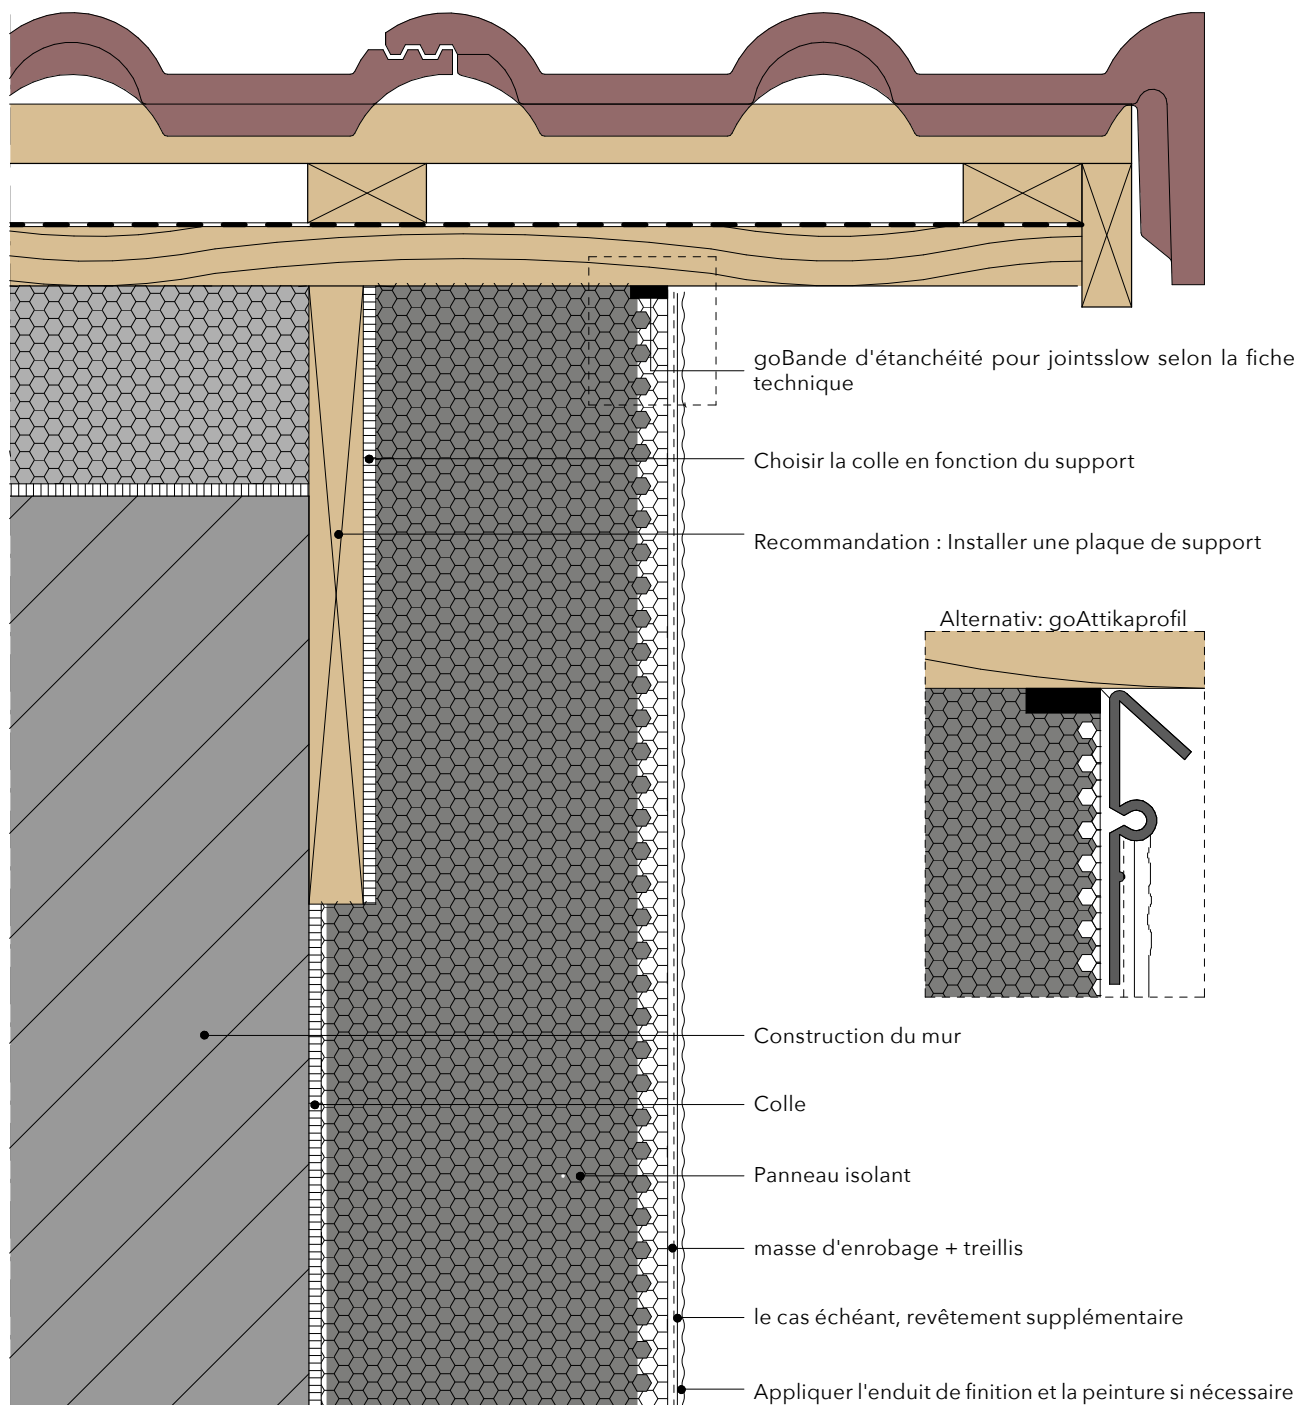 goBande d'étanchéité pour jointsslow selon la fiche
technique
Choisir la colle en fonction du support
Recommandation : Installer une plaque de support
Alternativ: goAttikaprofil
Construction du mur
Colle
Panneau isolant
masse d'enrobage + treillis
le cas échéant, revêtement supplémentaire
Appliquer l'enduit de finition et la peinture si nécessaire